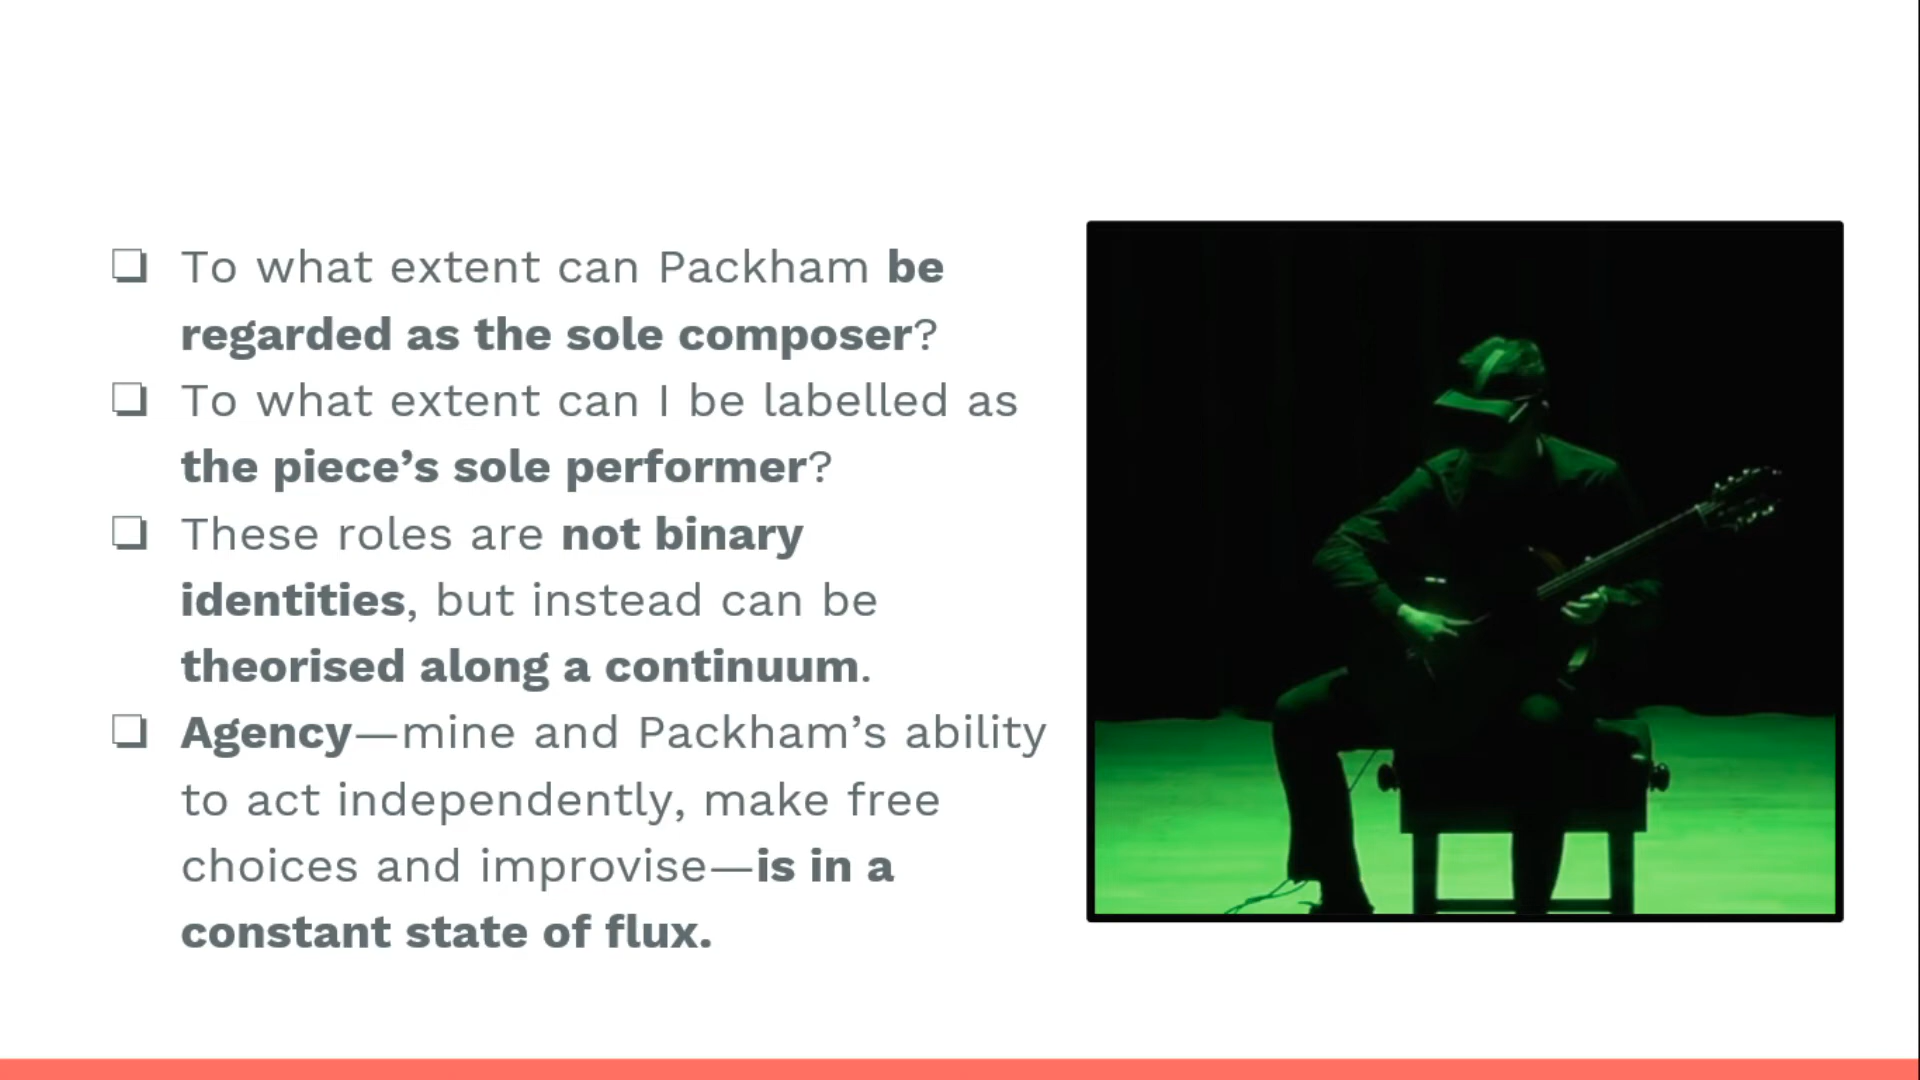 ❏ To what extent can Packham be
regarded as the sole composer?
❏ To what extent can I be labelled as
the piece’s sole performer?
❏ These roles are not binary
identities, but instead can be
theorised along a continuum.
❏ Agency—mine and Packham’s ability
to act independently, make free
choices and improvise—is in a
constant state of flux.